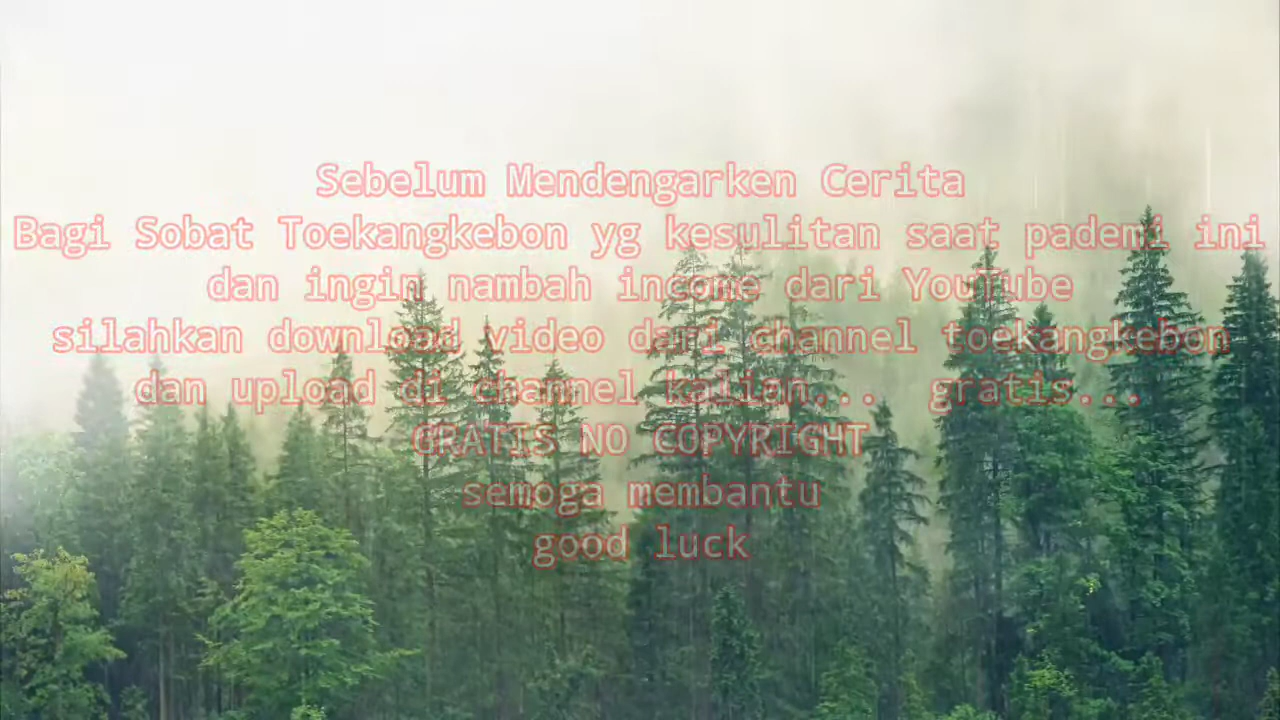 Sebelum Mendengarken Cerita
Bagi Sobat Toekangkebon yg kesulitan saat pademi ini
dan ingin nambah income dari YouTube
silahkan download video dari channel toekangkebon
dan upload di channel kalian... gratis...
GRATIS NO COPYRIGHT
semoga membantu
good luck